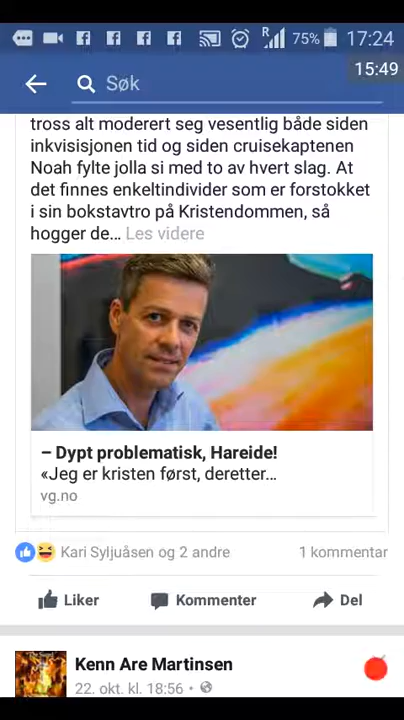 R
75%
17:24
15:49
Søk
tross alt moderert seg vesentlig både siden
inkvisisjonen tid og siden cruisekaptenen
Noah fylte jolla si med to av hvert slag. At
det finnes enkeltindivider som er forstokket
i sin bokstavtro på Kristendommen, så
hogger de... Les videre
– Dypt problematisk, Hareide!
«Jeg er kristen først, deretter...
vg.no
Kari Syljuåsen og 2 andre
1 kommentar
Liker
Kommenter
Del
Kenn Are Martinsen
22. okt. kl. 18:56 •